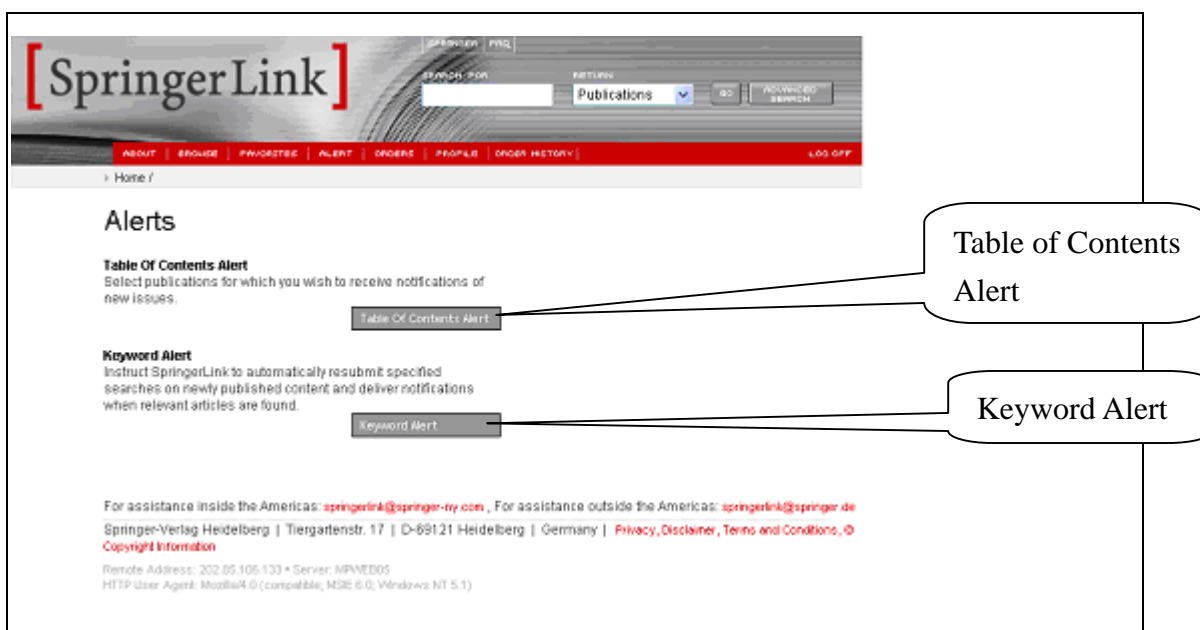 SPRINGER | FAQ
[SpringerLink]
SEARCH FOR
RETURN
Publications
GO
ADVANCED SEARCH
ABOUT | BROWSE | FAVORITES | ALERT | ORDERS | PROFILE | ORDER HISTORY |
LOG OFF
Home /
Alerts
Table Of Contents Alert
Select publications for which you wish to receive notifications of
new issues.
Table Of Contents Alert
Table of Contents
Alert
Keyword Alert
Instruct SpringerLink to automatically resubmit specified
searches on newly published content and deliver notifications
when relevant articles are found.
Keyword Alert
Keyword Alert
For assistance inside the Americas: springerlink@springer-ny.com , For assistance outside the Americas: springerlink@springer.de
Springer-Verlag Heidelberg | Tiergartenstr. 17 | D-69121 Heidelberg | Germany | Privacy, Disclaimer, Terms and Conditions, ©
Copyright Information
Remote Address: 202.85.106.133 • Server: MPWEB05
HTTP User Agent: Mozilla/4.0 (compatible; MSIE 6.0; Windows NT 5.1)